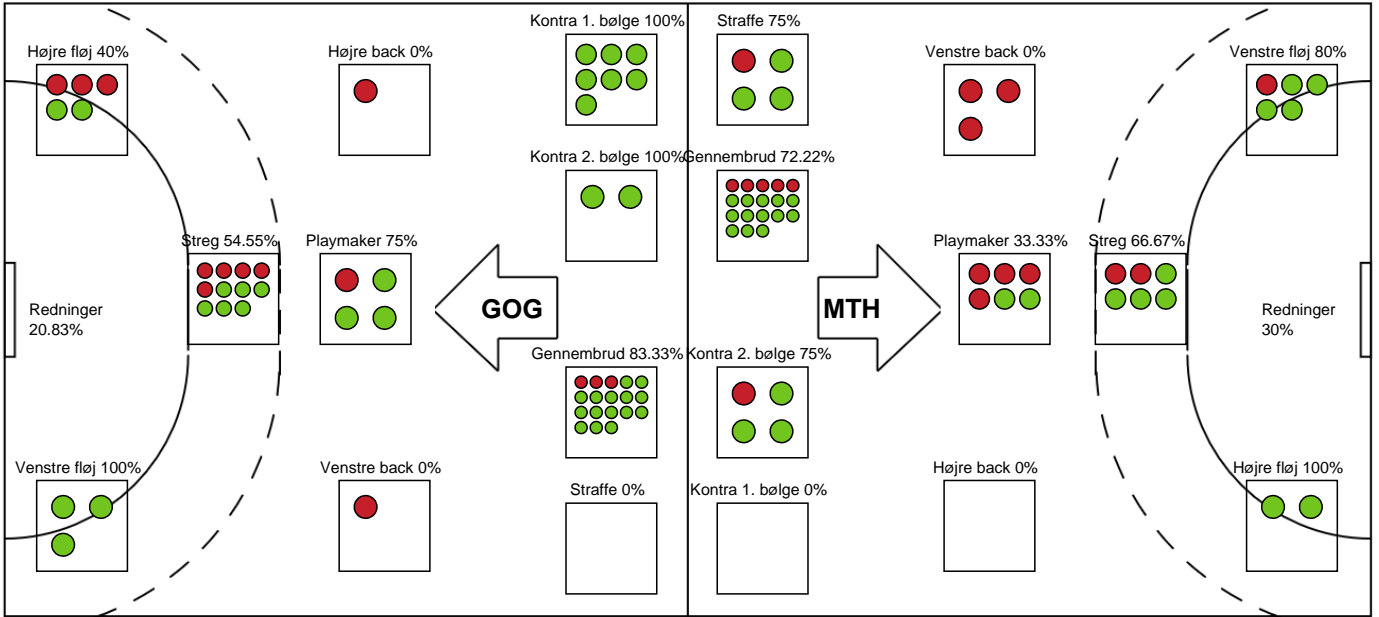 Kontra 1. bølge 100%
Straffe 75%
Højre fløj 40%
Højre back 0%
Venstre back 0%
Venstre fløj 80%
Kontra 2. bølge 100%
Gennembrud 72.22%
Streg 54.55%
Playmaker 75%
Playmaker 33.33%
Streg 66.67%
Redninger
20.83%
GOG
MTH
Redninger
30%
Gennembrud 83.33%
Kontra 2. bølge 75%
Venstre fløj 100%
Venstre back 0%
Straffe 0%
Kontra 1. bølge 0%
Højre back 0%
Højre fløj 100%